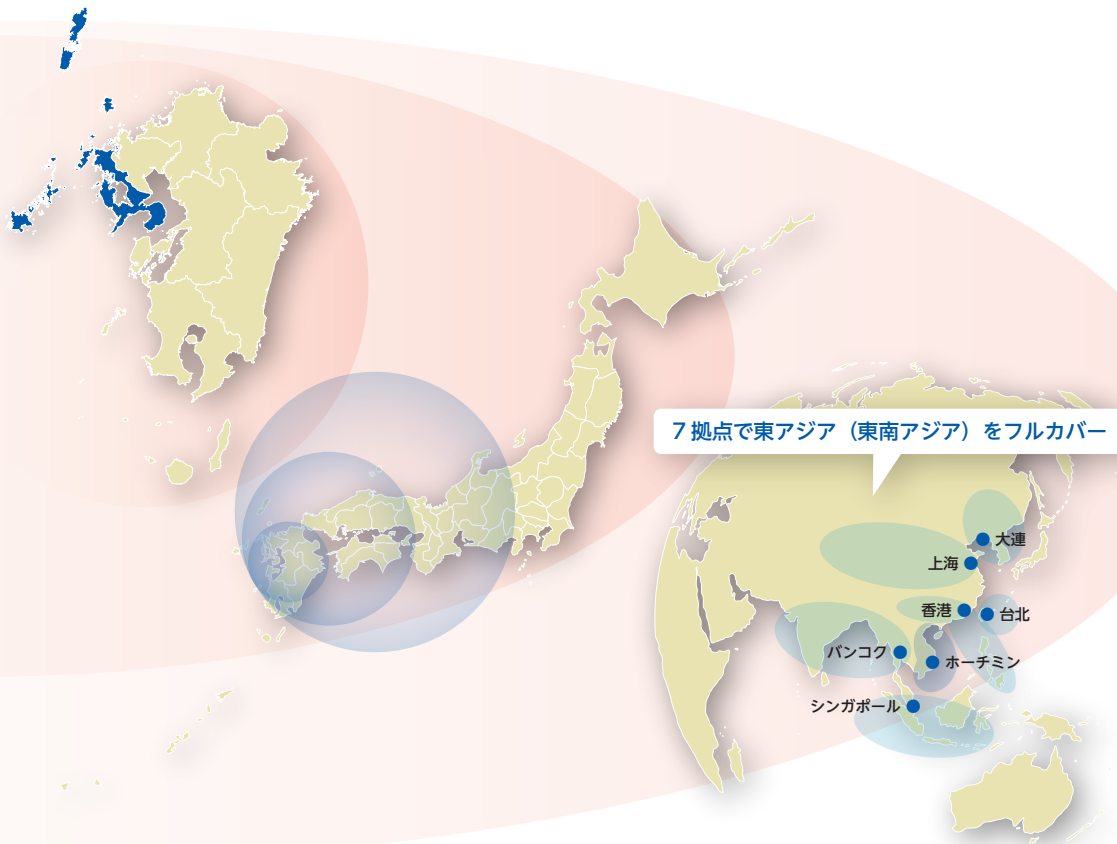 7拠点で東アジア（東南アジア）をフルカバー
大連
上海
香港
台北
バンコク
ホーチミン
シンガポール